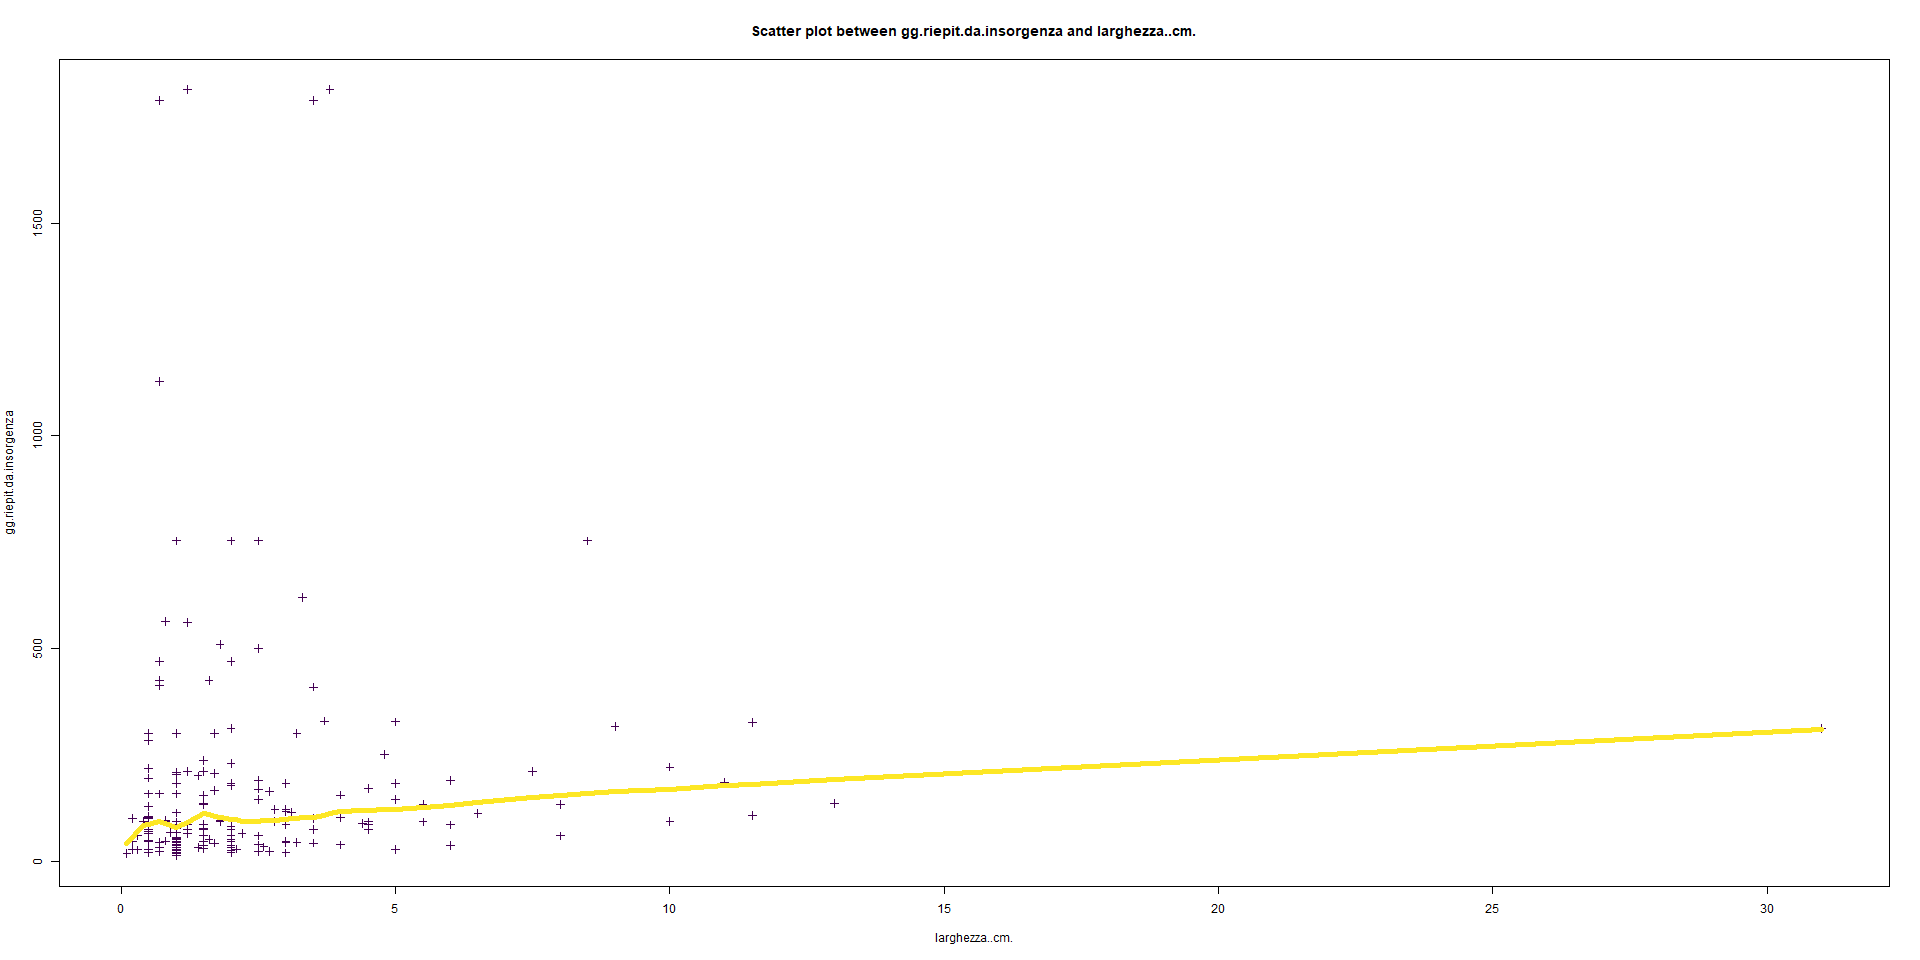 Scatter plot between gg.riepit.da.insorgenza and larghezza..cm.
gg.riepit.da.insorgenza
1500
1000
500
0
0 5 10 15 20 25 30
larghezza..cm.